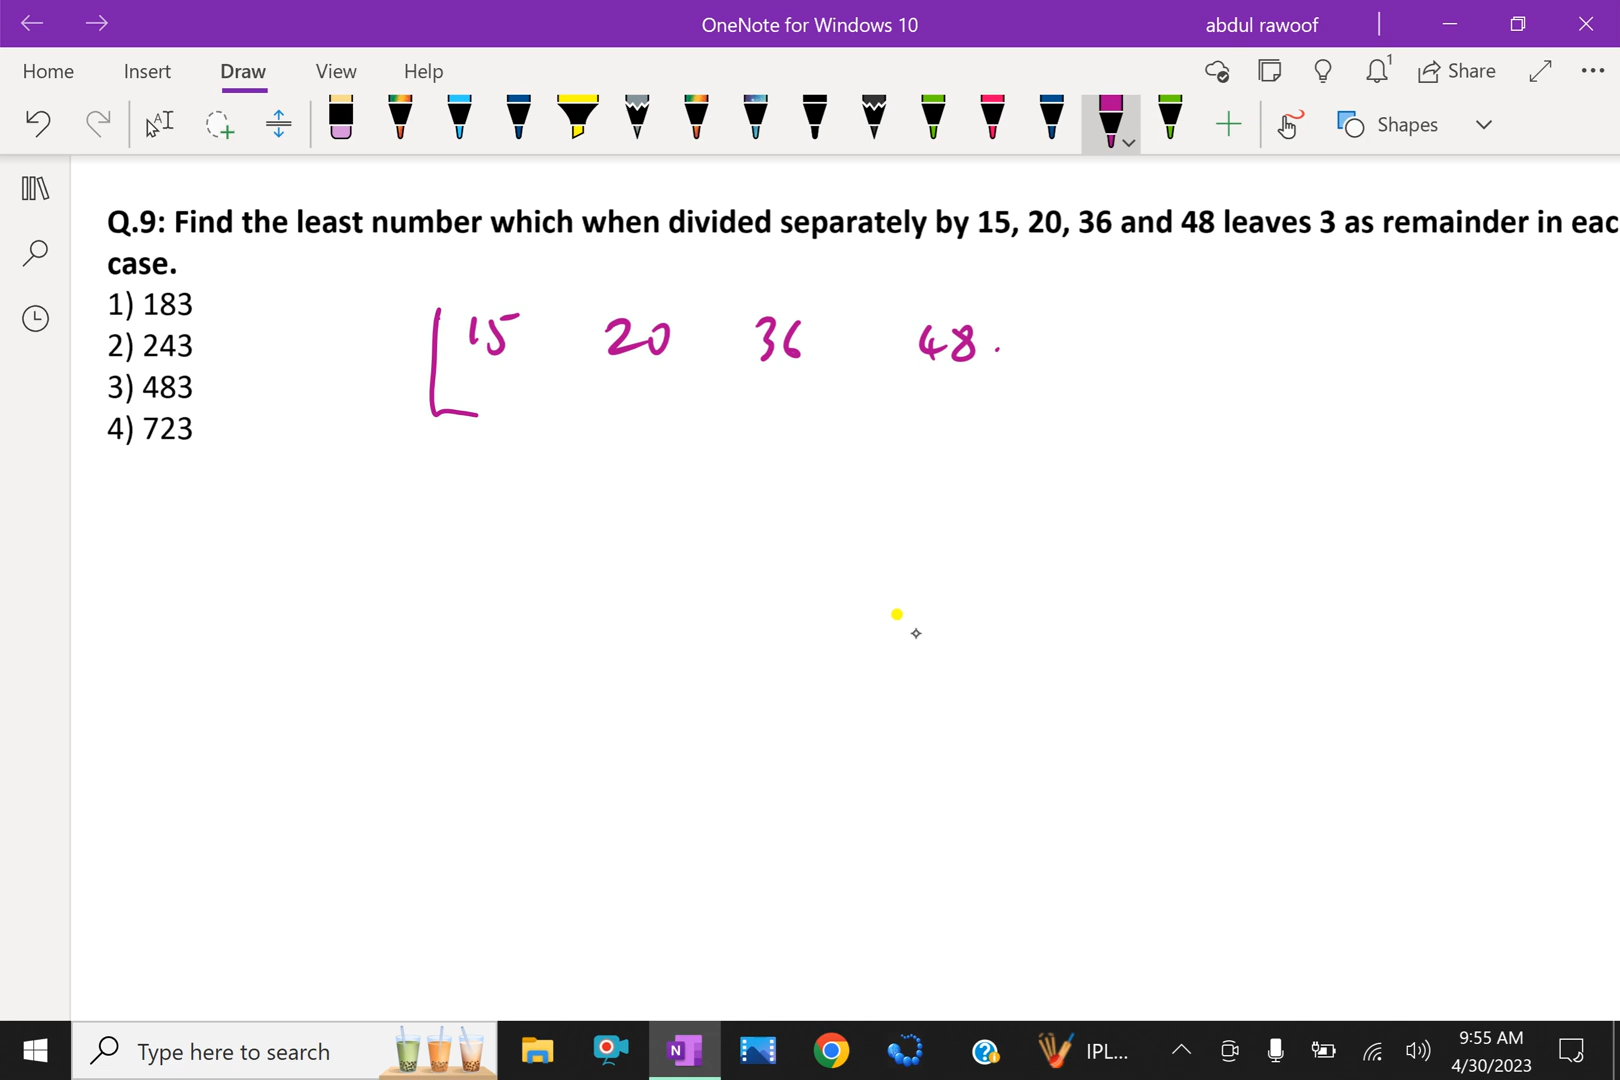 OneNote for Windows 10
abdul rawoof
Home Insert Draw View Help
1 Share
Shapes
Q.9: Find the least number which when divided separately by 15, 20, 36 and 48 leaves 3 as remainder in eac
case.
1) 183
2) 243
3) 483
4) 723
15 20 36 48.
Type here to search
IPL...
9:55 AM
4/30/2023